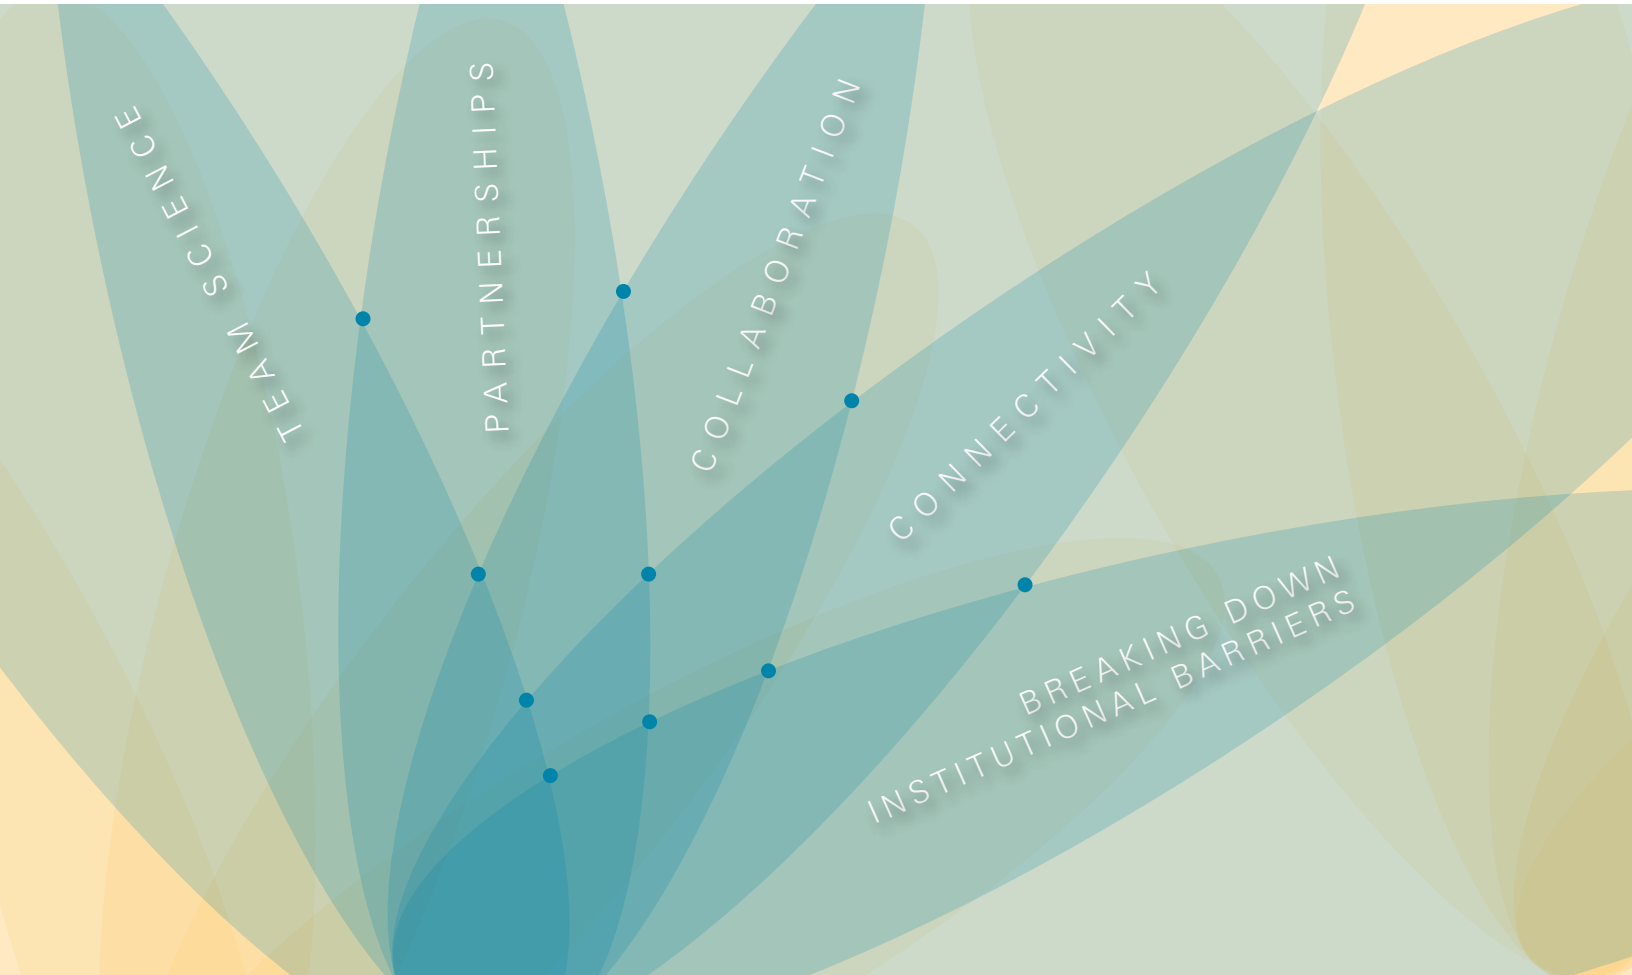 TEAM SCIENCE
PARTNERSHIPS
COLLABORATION
CONNECTIVITY
BREAKING DOWN
INSTITUTIONAL BARRIERS